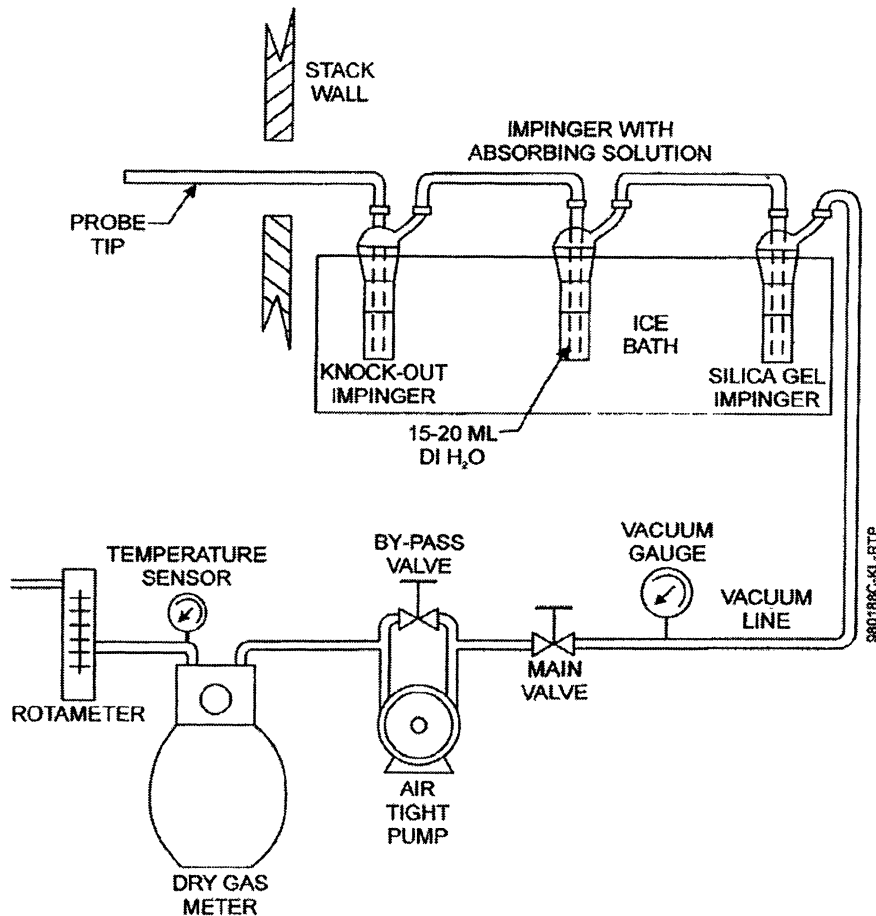 STACK
WALL
IMPINGER WITH
ABSORBING SOLUTION
PROBE
TIP
ICE
BATH
KNOCK-OUT
IMPINGER
SILICA GEL
IMPINGER
15-20 ML
DI H₂O
TEMPERATURE
SENSOR
BY-PASS
VALVE
VACUUM
GAUGE
VACUUM
LINE
MAIN
VALVE
ROTAMETER
AIR
TIGHT
PUMP
DRY GAS
METER